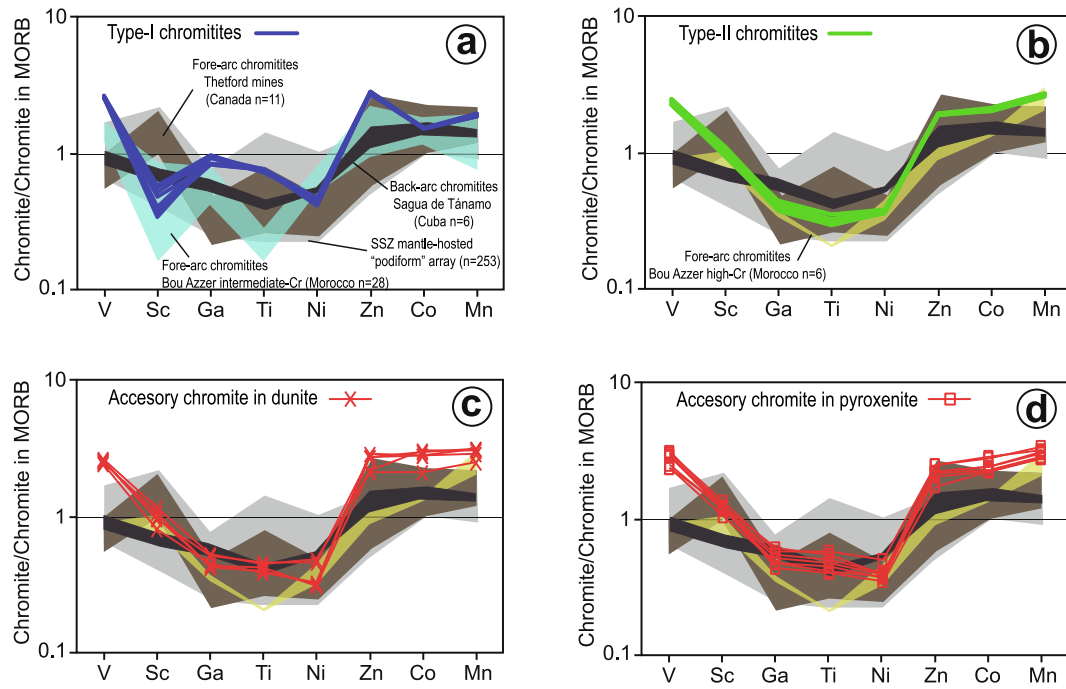 Chromite/Chromite in MORB
10
1
0.1
Type-I chromitites
a
Fore-arc chromitites
Thetford mines
(Canada n=11)
Back-arc chromitites
Sagua de Tánamo
(Cuba n=6)
SSZ mantle-hosted
“podiform” array (n=253)
Fore-arc chromitites
Bou Azzer intermediate-Cr (Morocco n=28)
V Sc Ga Ti Ni Zn Co Mn
Chromite/Chromite in MORB
10
1
0.1
Type-II chromitites
b
Fore-arc chromitites
Bou Azzer high-Cr (Morocco n=6)
V Sc Ga Ti Ni Zn Co Mn
Chromite/Chromite in MORB
10
1
0.1
Accesory chromite in dunite
c
V Sc Ga Ti Ni Zn Co Mn
Chromite/Chromite in MORB
10
1
0.1
Accesory chromite in pyroxenite
d
V Sc Ga Ti Ni Zn Co Mn